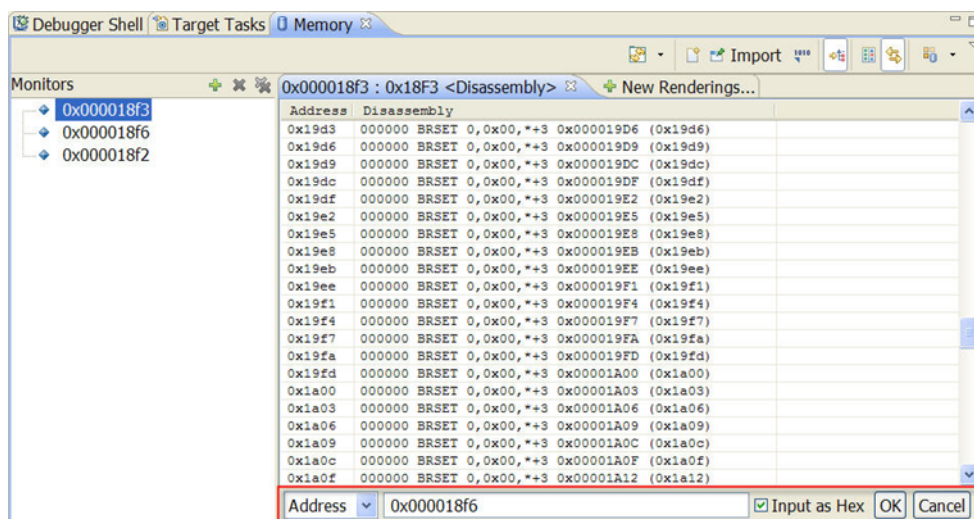 Debugger Shell Target Tasks Memory
Import
Monitors 0x000018f3 : 0x18F3 <Disassembly> New Renderings...
0x000018f3
0x000018f6
0x000018f2
Address Disassembly
0x19d3 000000 BRSET 0,0x00,*+3 0x000019D6 (0x19d6)
0x19d6 000000 BRSET 0,0x00,*+3 0x000019D9 (0x19d9)
0x19d9 000000 BRSET 0,0x00,*+3 0x000019DC (0x19dc)
0x19dc 000000 BRSET 0,0x00,*+3 0x000019DF (0x19df)
0x19df 000000 BRSET 0,0x00,*+3 0x000019E2 (0x19e2)
0x19e2 000000 BRSET 0,0x00,*+3 0x000019E5 (0x19e5)
0x19e5 000000 BRSET 0,0x00,*+3 0x000019E8 (0x19e8)
0x19e8 000000 BRSET 0,0x00,*+3 0x000019EB (0x19eb)
0x19eb 000000 BRSET 0,0x00,*+3 0x000019EE (0x19ee)
0x19ee 000000 BRSET 0,0x00,*+3 0x000019F1 (0x19f1)
0x19f1 000000 BRSET 0,0x00,*+3 0x000019F4 (0x19f4)
0x19f4 000000 BRSET 0,0x00,*+3 0x000019F7 (0x19f7)
0x19f7 000000 BRSET 0,0x00,*+3 0x000019FA (0x19fa)
0x19fa 000000 BRSET 0,0x00,*+3 0x000019FD (0x19fd)
0x19fd 000000 BRSET 0,0x00,*+3 0x00001A00 (0x1a00)
0x1a00 000000 BRSET 0,0x00,*+3 0x00001A03 (0x1a03)
0x1a03 000000 BRSET 0,0x00,*+3 0x00001A06 (0x1a06)
0x1a06 000000 BRSET 0,0x00,*+3 0x00001A09 (0x1a09)
0x1a09 000000 BRSET 0,0x00,*+3 0x00001A0C (0x1a0c)
0x1a0c 000000 BRSET 0,0x00,*+3 0x00001A0F (0x1a0f)
0x1a0f 000000 BRSET 0,0x00,*+3 0x00001A12 (0x1a12)
Address 0x000018f6 Input as Hex OK Cancel